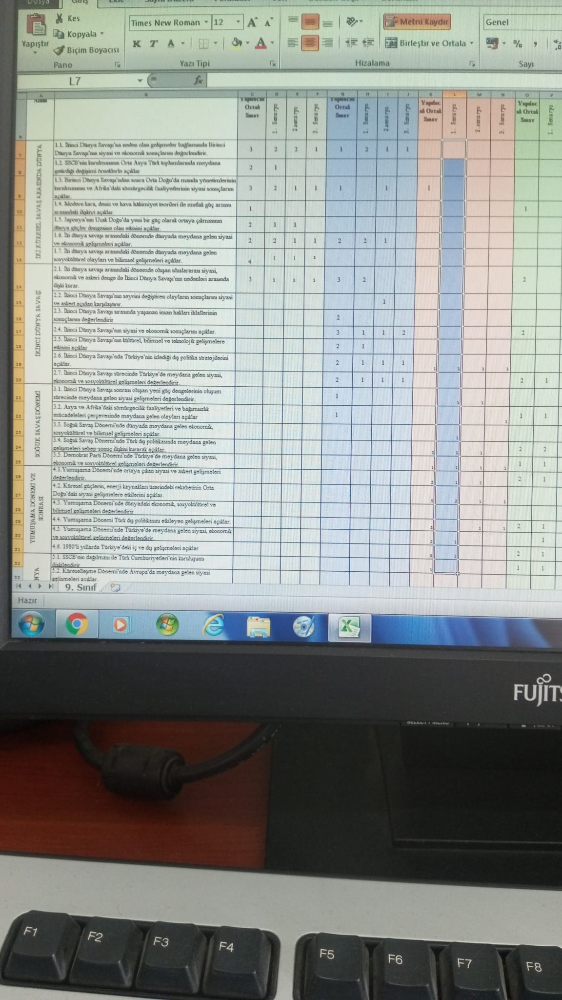 Dosya
Giriş
Kes
Kopyala
Biçim Boyacısı
Yapıştır
Pano
Times New Roman
12
A A
K T A
A
Yazı Tipi
Metni Kaydır
Birleştir ve Ortala
Hizalama
Genel
%
Sayı
L7
fx
A B C D E F G H I J K L M N O P
Ortak Sınav
1. Senaryo
2.senaryo
3. Senaryo
Ortak Sınav
1. Senaryo
2.senaryo
3. Senaryo
Yapılac ak Ortak Sınav
1. Senaryo
2.senaryo
3. Senaryo
Yapılac ak Ortak Sınav
1. Senaryo
İKİ KÜRESEL SAVAŞ ARASINDA DÜNYA
7 1.1. İkinci Dünya Savaşı'na neden olan gelişmeler bağlamında Birinci
Dünya Savaşı'nın siyasi ve ekonomik sonuçlarını değerlendirir. 3 2 2 1 1 2 1 1
8 1.2. SSCB'nin kurulmasının Orta Asya Türk toplumlarında meydana
getirdiği değişimi örneklerle açıklar 2 1
9 1.3. Birinci Dünya Savaşı'ndan sonra Orta Doğu'da manda yönetimlerinin
kurulmasının ve Afrika'daki sömürgecilik faaliyetlerinin siyasi sonuçlarını
açıklar. 3 2 1 1 1 1 1
10 1.4. Modern kara, deniz ve hava hâkimiyet teorileri ile mutlak güç arzusu
arasındaki ilişkiyi açıklar 1 1
11 1.5. Japonya'nın Uzak Doğu'da yeni bir güç olarak ortaya çıkmasının
dünya güçler dengesine olan etkisini açıklar. 2 1 1
12 1.6. İki dünya savaşı arasındaki dönemde dünyada meydana gelen siyasi
ve ekonomik gelişmeleri açıklar. 2 2 1 1 2 2 1
13 1.7. İki dünya savaşı arasındaki dönemde dünyada meydana gelen
sosyokültürel olayları ve bilimsel gelişmeleri açıklar. 4 1 1 1
İKİNCİ DÜNYA SAVAŞI
14 2.1. İki dünya savaşı arasındaki dönemde oluşan uluslararası siyasi,
ekonomik ve askeri denge ile İkinci Dünya Savaşı'nın nedenleri arasında
ilişki kurar. 3 1 1 1 3 2 2
15 2.2. İkinci Dünya Savaşı'nın seyrini değiştiren olayların sonuçlarını siyasi
ve askerî açıdan karşılaştırır. 1
16 2.3. İkinci Dünya Savaşı sırasında yaşanan insan hakları ihlallerinin
sonuçlarını değerlendirir 2
17 2.4. İkinci Dünya Savaşı'nın siyasi ve ekonomik sonuçlarını açıklar. 3 1 1 2 2
18 2.5. İkinci Dünya Savaşı'nın kültürel, bilimsel ve teknolojik gelişmelere
etkisini açıklar 2 1
19 2.6. İkinci Dünya Savaşı'nda Türkiye'nin izlediği dış politika stratejilerini
açıklar. 2 1 1 1 1 1 1 1
20 2.7. İkinci Dünya Savaşı sürecinde Türkiye'de meydana gelen siyasi,
ekonomik ve sosyokültürel gelişmeleri değerlendirir. 2 1 1 1 2 1
SOĞUK SAVAŞ DÖNEMİ
21 3.1. İkinci Dünya Savaşı sonrası oluşan yeni güç dengelerinin oluşum
sürecinde meydana gelen siyasi gelişmeleri değerlendirir. 1 1 1
22 3.2. Asya ve Afrika'daki sömürgecilik faaliyetleri ve bağımsızlık
mücadeleleri çerçevesinde meydana gelen olayları açıklar 1 1 1 1
23 3.3. Soğuk Savaş Dönemi'nde dünyada meydana gelen ekonomik,
sosyokültürel ve bilimsel gelişmeleri açıklar. 1
24 3.4. Soğuk Savaş Dönemi'nde Türk dış politikasında meydana gelen
gelişmeleri sebep-sonuç ilişkisi kurarak açıklar. 2 1 1 2 2
25 3.5. Demokrat Parti Dönemi'nde Türkiye'de meydana gelen siyasi,
ekonomik ve sosyokültürel gelişmeleri değerlendirir. 1 1 1 1 1 1
YUMUŞAMA DÖNEMİ VE SONRASI
26 4.1.Yumuşama Dönemi'nde ortaya çıkan siyasi ve askerî gelişmeleri
değerlendirir. 1 1 2 1
27 4.2. Küresel güçlerin, enerji kaynakları üzerindeki rekabetinin Orta
Doğu'daki siyasi gelişmelere etkilerini açıklar.
28 4.3. Yumuşama Dönemi'nde dünyadaki ekonomik, sosyokültürel ve
bilimsel gelişmeleri değerlendirir 2 1 1
29 4.4. Yumuşama Dönemi Türk dış politikasını etkileyen gelişmeleri açıklar. 2 1
30 4.5. Yumuşama Dönemi'nde Türkiye'de meydana gelen siyasi, ekonomik
ve sosyokültürel gelişmeleri değerlendirir. 1 1 1
31 4.6. 1980'li yıllarda Türkiye'deki iç ve dış gelişmeleri açıklar 1 2 1
NYA
32 5.1. SSCB'nin dağılması ile Türk Cumhuriyetleri'nin kuruluşunu
ilişkilendirir 1 1 1
33 5.2. Küreselleşme Dönemi'nde Avrupa'da meydana gelen siyasi
gelişmeleri açıklar.
9. Sınıf
Hazır
FUJITS
SELECT / MENU
F1 F2 F3 F4 F5 F6 F7 F8